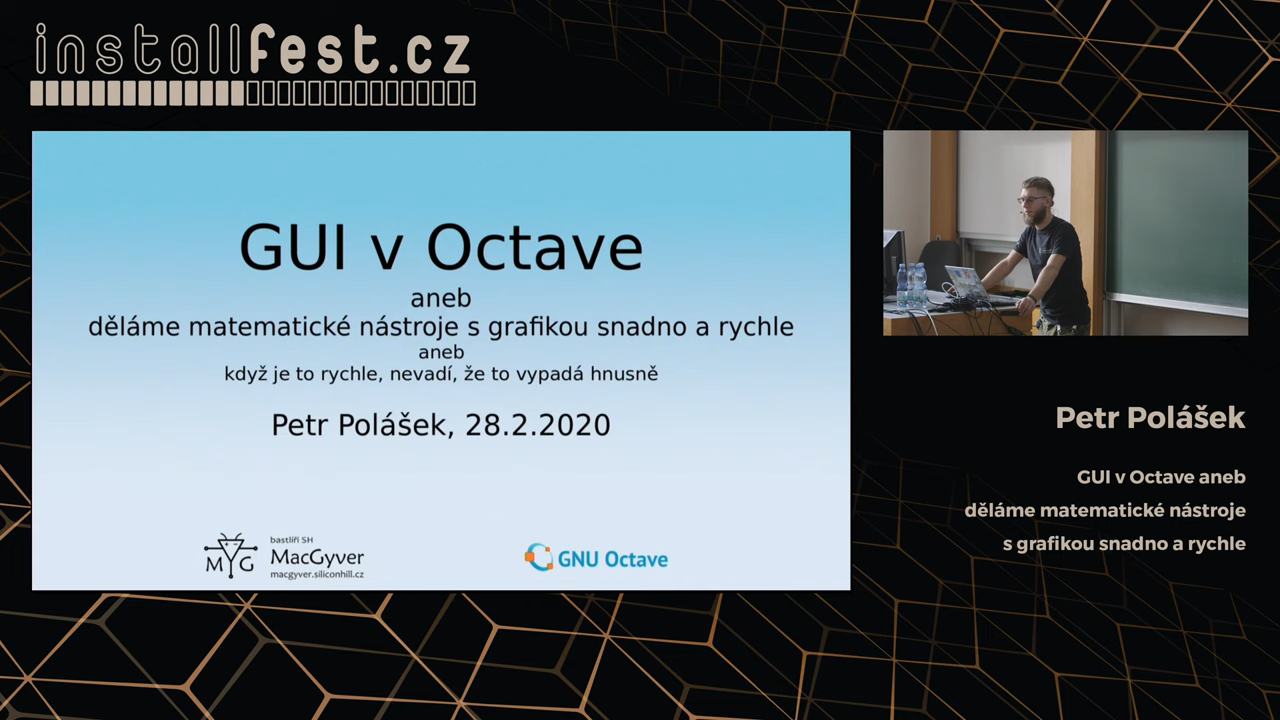 installfest.cz
GUI v Octave
aneb
děláme matematické nástroje s grafikou snadno a rychle
aneb
když je to rychle, nevadí, že to vypadá hnusně
Petr Polášek, 28.2.2020
MYG
bastlíři SH
MacGyver
macgyver.siliconhill.cz
GNU Octave
Petr Polášek
GUI v Octave aneb
děláme matematické nástroje
s grafikou snadno a rychle